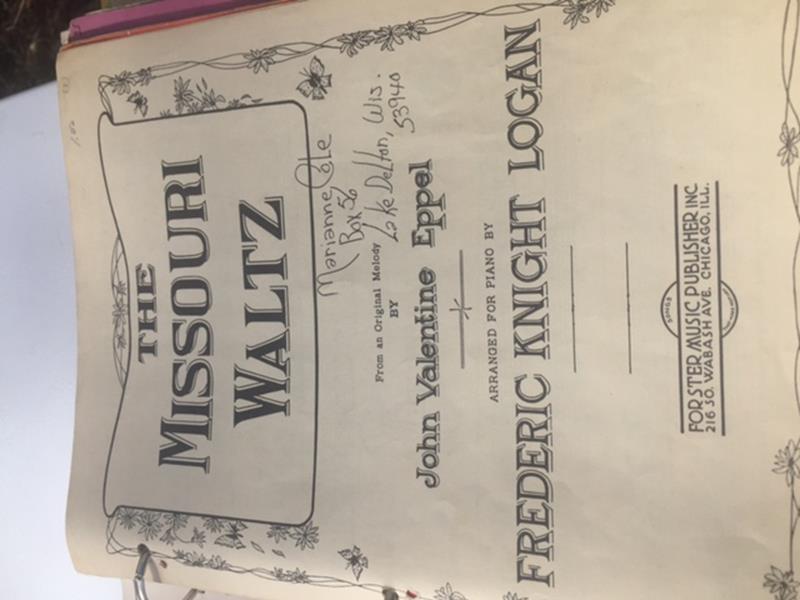 THE
MISSOURI
WALTZ
Marianne Cole
Box 56
Lake Delton, Wis.
53940
From an Original Melody
BY
John Valentine Eppel
ARRANGED FOR PIANO BY
FREDERIC KNIGHT LOGAN
SONGS
FORSTER MUSIC PUBLISHER INC.
216 SO. WABASH AVE. CHICAGO, ILL.